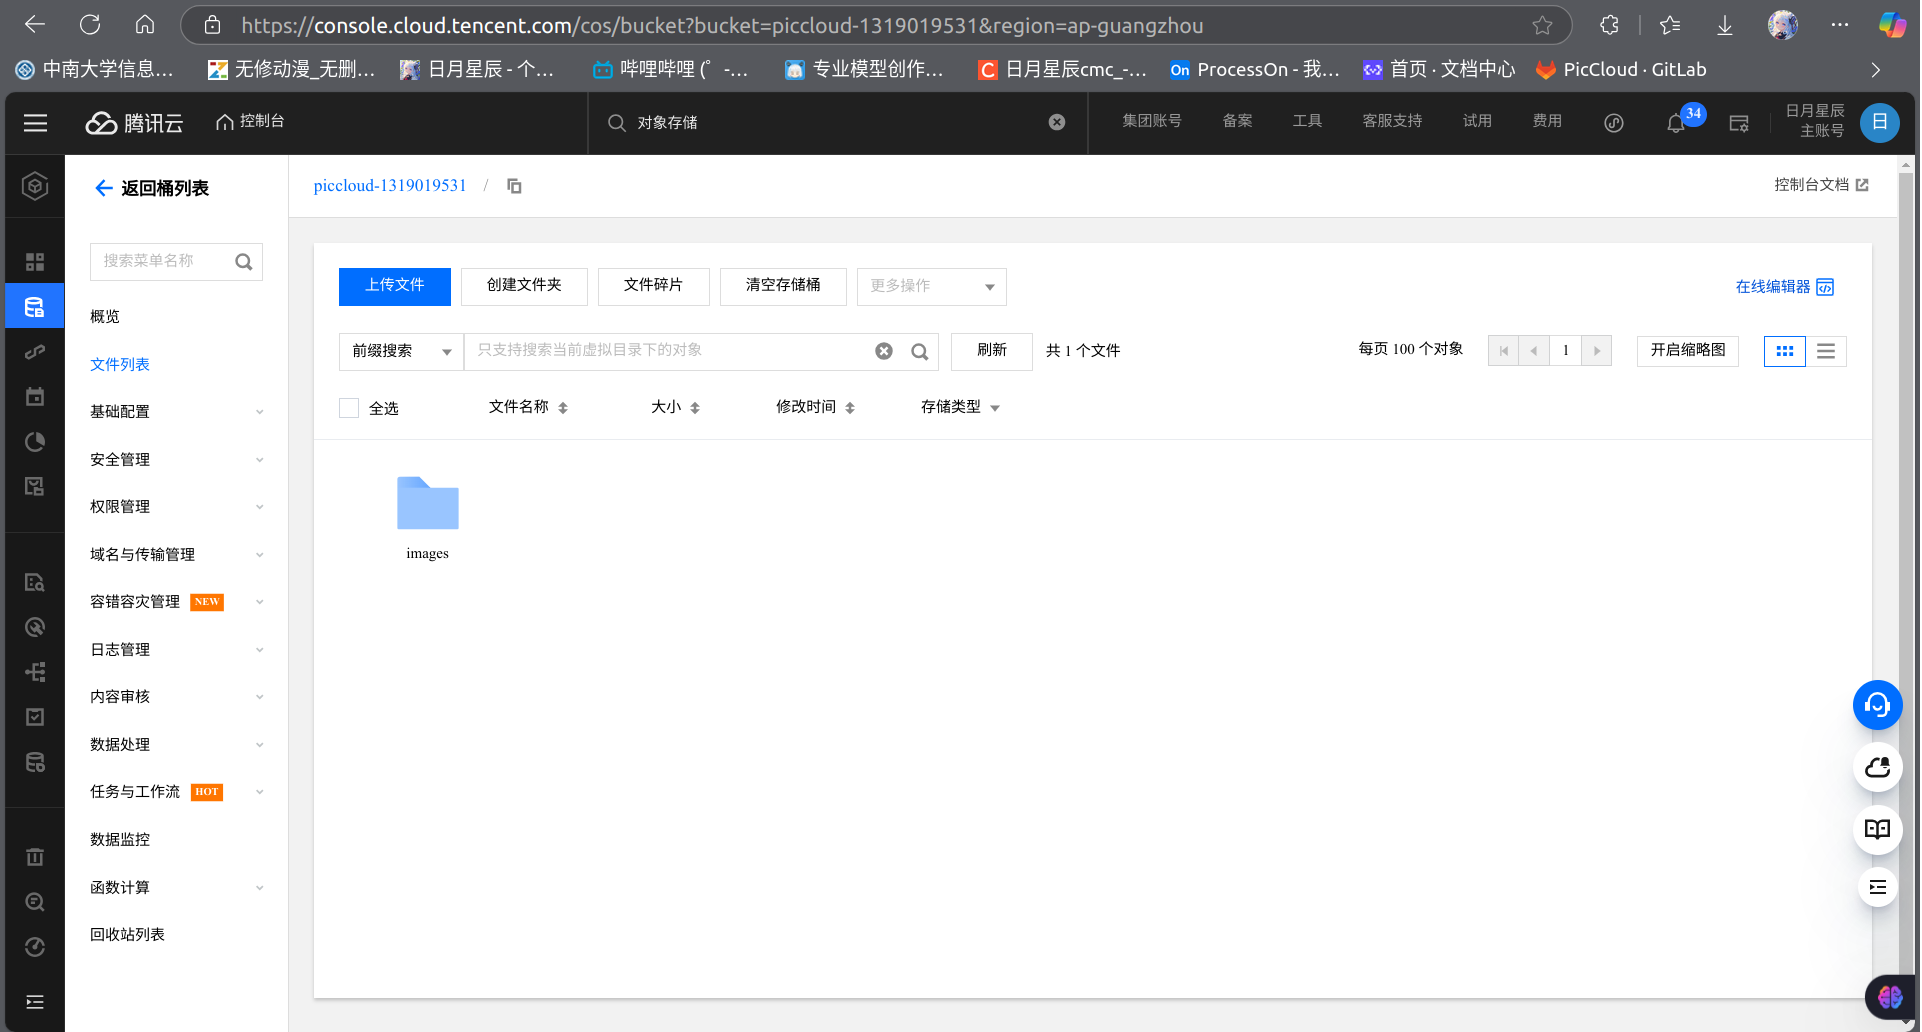 https://console.cloud.tencent.com/cos/bucket?bucket=piccloud-1319019531&region=ap-guangzhou
中南大学信息...
无修动漫_无删...
日月星辰 - 个...
哔哩哔哩 (゜-...
专业模型创作...
日月星辰cmc_-...
On ProcessOn - 我...
首页 · 文档中心
PicCloud · GitLab
腾讯云
控制台
对象存储
集团账号
备案
工具
客服支持
试用
费用
34
日月星辰
主账号
日
返回桶列表
piccloud-1319019531 /
控制台文档
搜索菜单名称
概览
文件列表
基础配置
安全管理
权限管理
域名与传输管理
容错容灾管理 NEW
日志管理
内容审核
数据处理
任务与工作流 HOT
数据监控
函数计算
回收站列表
上传文件
创建文件夹
文件碎片
清空存储桶
更多操作
在线编辑器
前缀搜索
只支持搜索当前虚拟目录下的对象
刷新
共 1 个文件
每页 100 个对象
1
开启缩略图
全选
文件名称
大小
修改时间
存储类型
images